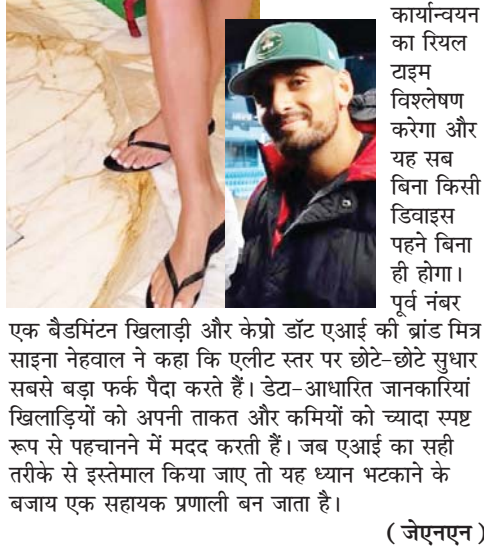 कार्यान्वयन
का रियल
टाइम
विश्लेषण
करेगा और
यह सब
बिना किसी
डिवाइस
पहने बिना
ही होगा।
पूर्व नंबर
एक बैडमिंटन खिलाड़ी और केप्रो डॉट एआई की ब्रांड मित्र
साइना नेहवाल ने कहा कि एलीट स्तर पर छोटे-छोटे सुधार
सबसे बड़ा फर्क पैदा करते हैं। डेटा-आधारित जानकारियां
खिलाड़ियों को अपनी ताकत और कमियों को च्यादा स्पष्ट
रूप से पहचानने में मदद करती हैं। जब एआई का सही
तरीके से इस्तेमाल किया जाए तो यह ध्यान भटकाने के
बजाय एक सहायक प्रणाली बन जाता है।
( जेएनएन )